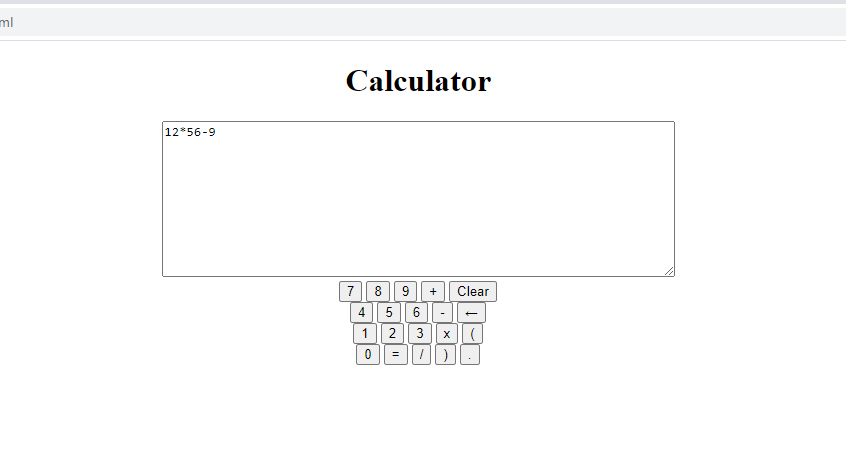 ml
Calculator
12*56-9
7 8 9 + Clear
4 5 6 - ←
1 2 3 x (
0 = / ) .